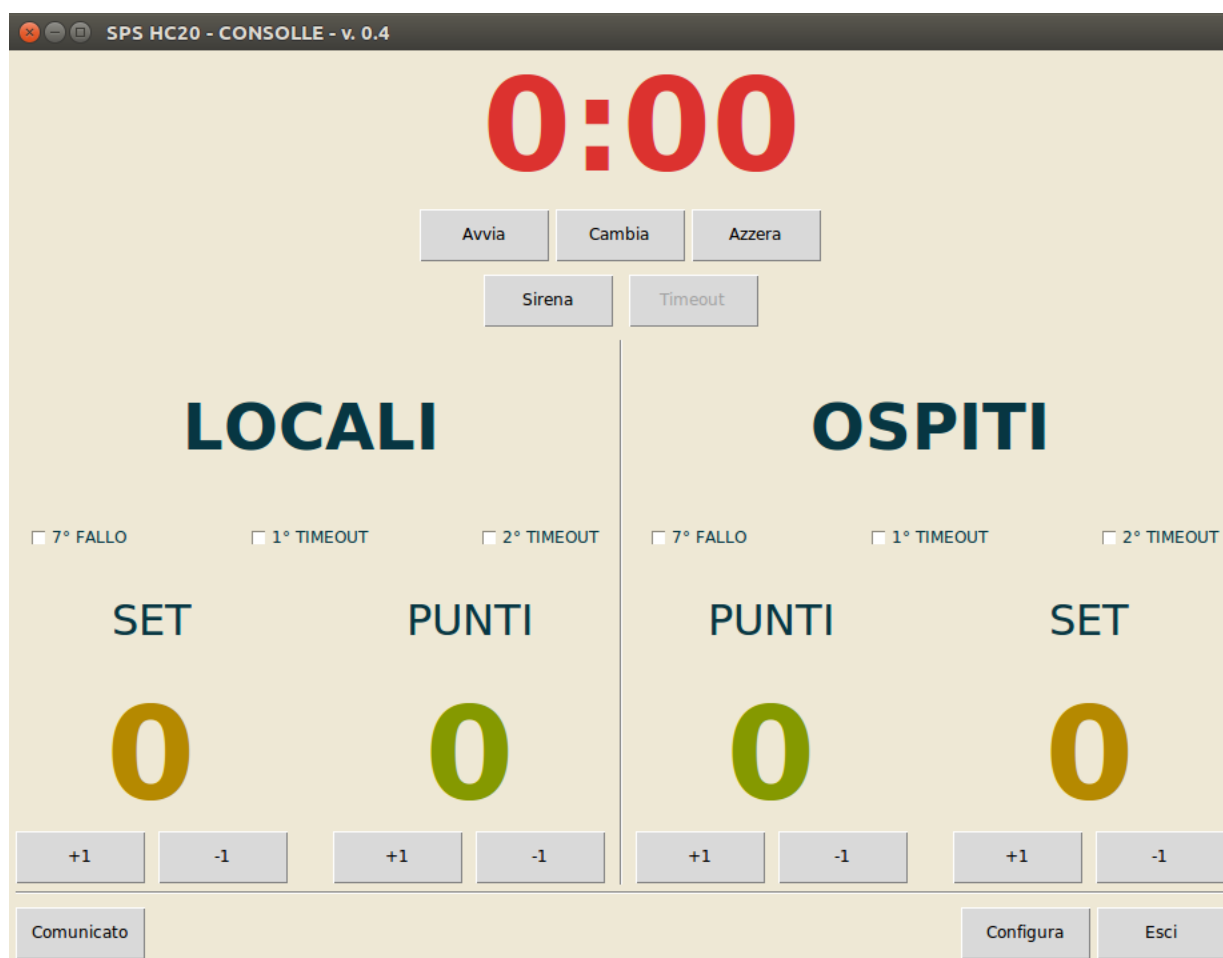 SPS HC20 - CONSOLLE - v. 0.4
0:00
Avvia Cambia Azzera
Sirena Timeout
LOCALI OSPITI
7° FALLO 1° TIMEOUT 2° TIMEOUT 7° FALLO 1° TIMEOUT 2° TIMEOUT
SET PUNTI PUNTI SET
0 0 0 0
+1 -1 +1 -1 +1 -1 +1 -1
Comunicato Configura Esci